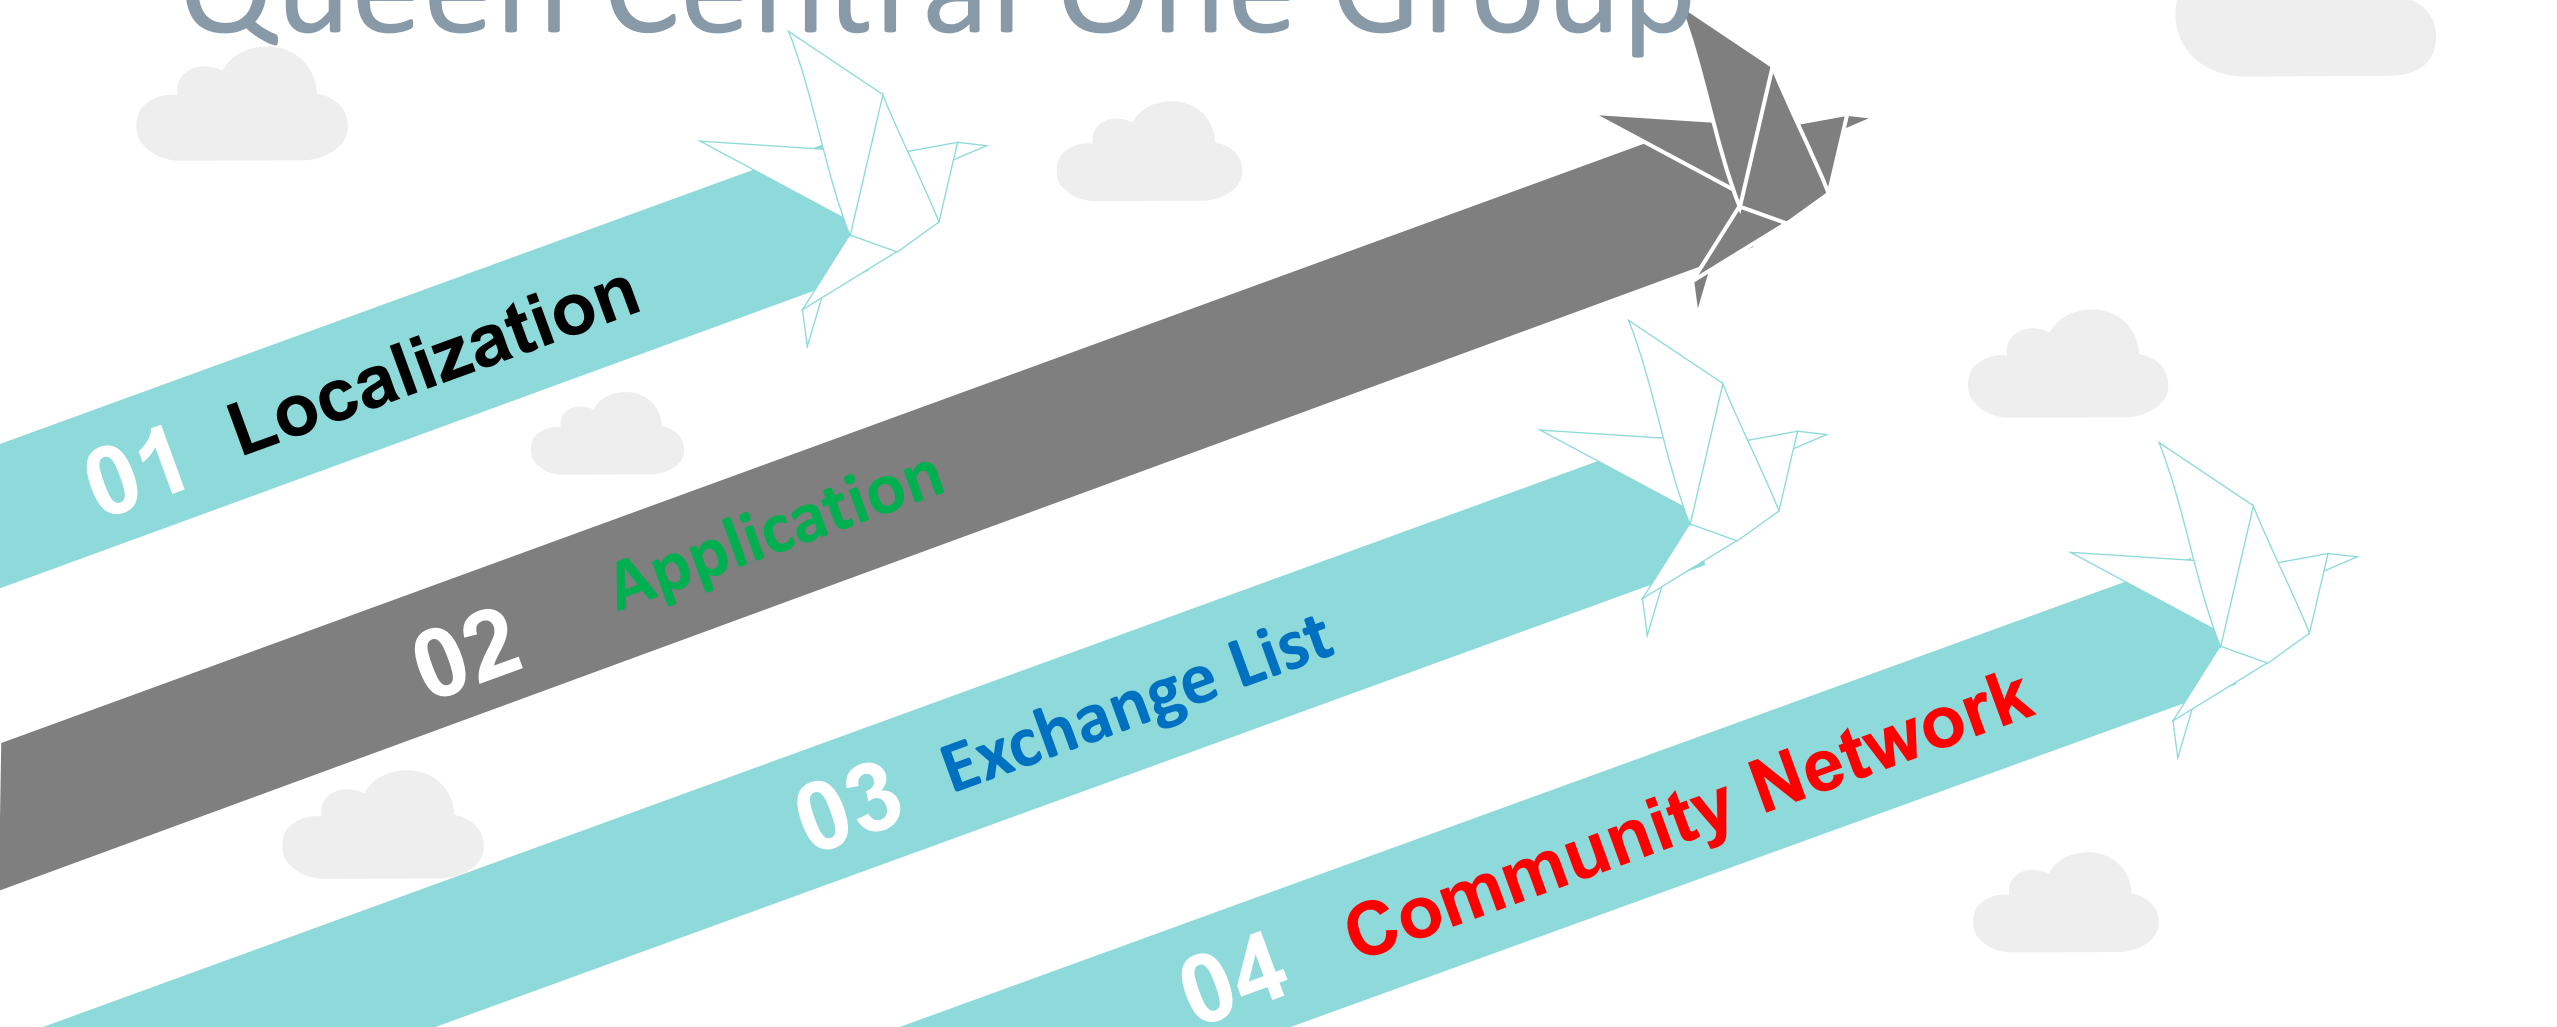 Queen Central One Group
01 Localization
02 Application
03 Exchange List
04 Community Network